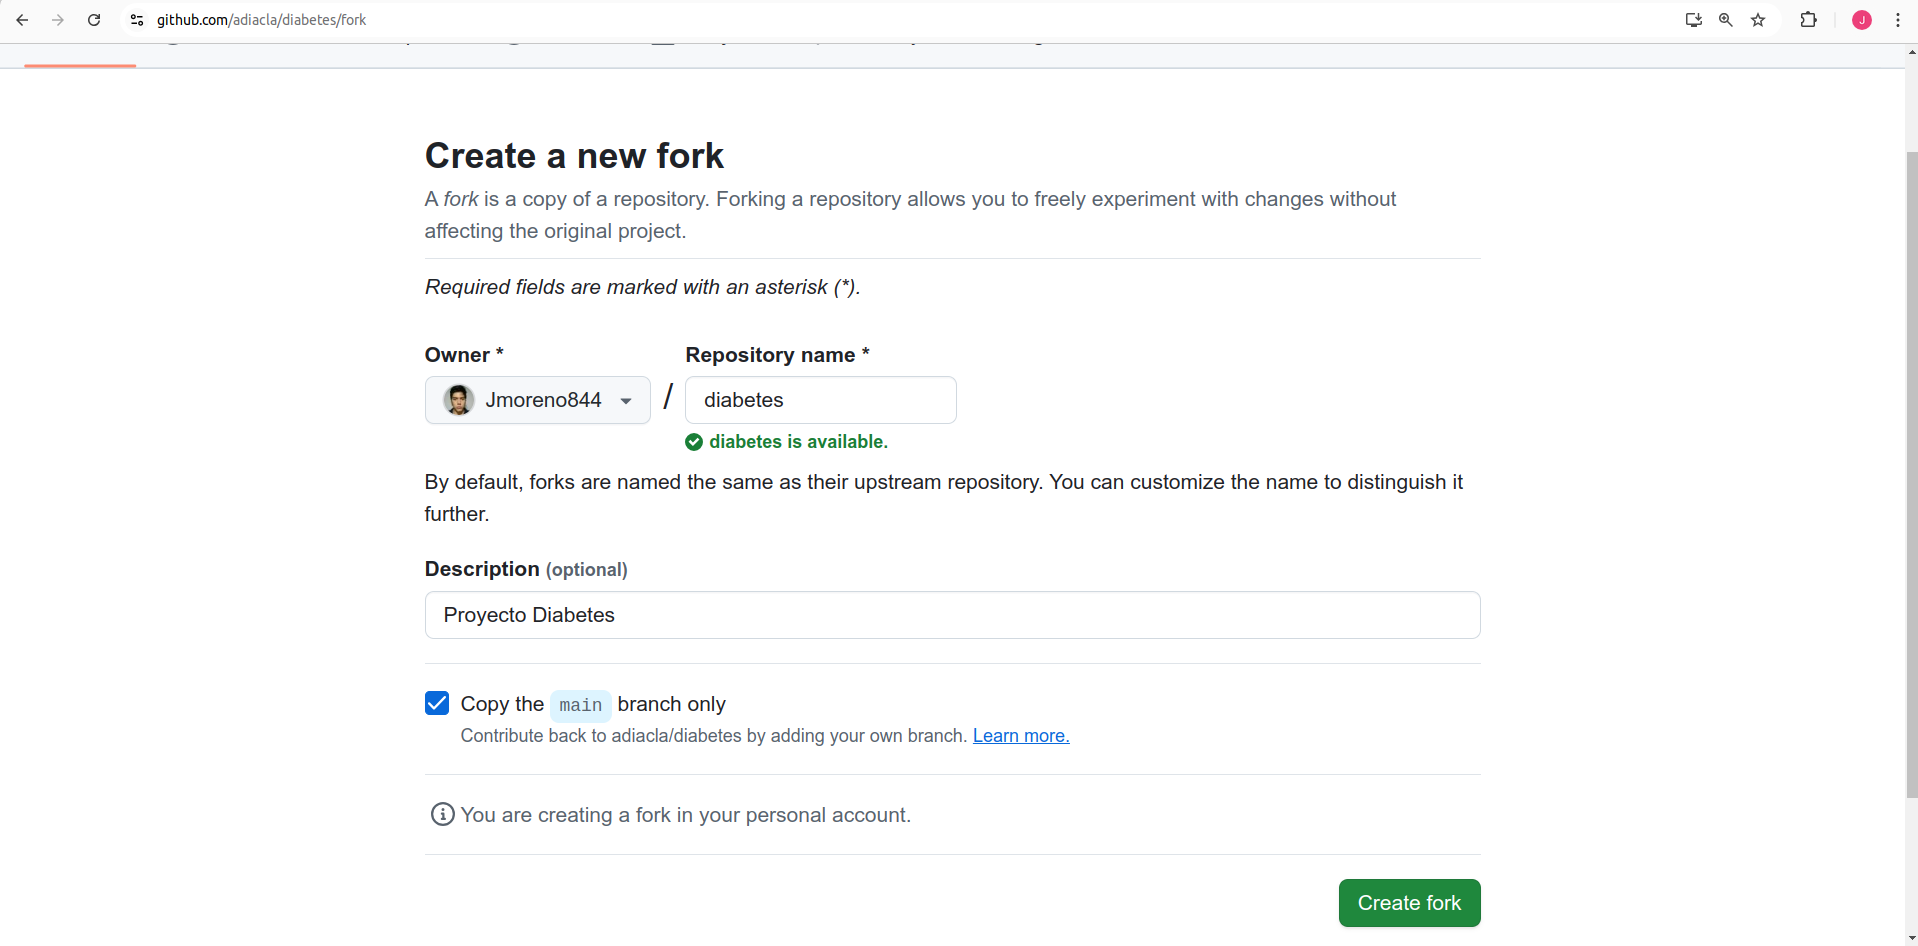 github.com/adiacla/diabetes/fork
J
Create a new fork
A fork is a copy of a repository. Forking a repository allows you to freely experiment with changes without
affecting the original project.
Required fields are marked with an asterisk (*).
Owner *
Repository name *
Jmoreno844 / diabetes
diabetes is available.
By default, forks are named the same as their upstream repository. You can customize the name to distinguish it
further.
Description (optional)
Proyecto Diabetes
Copy the main branch only
Contribute back to adiacla/diabetes by adding your own branch. Learn more.
You are creating a fork in your personal account.
Create fork